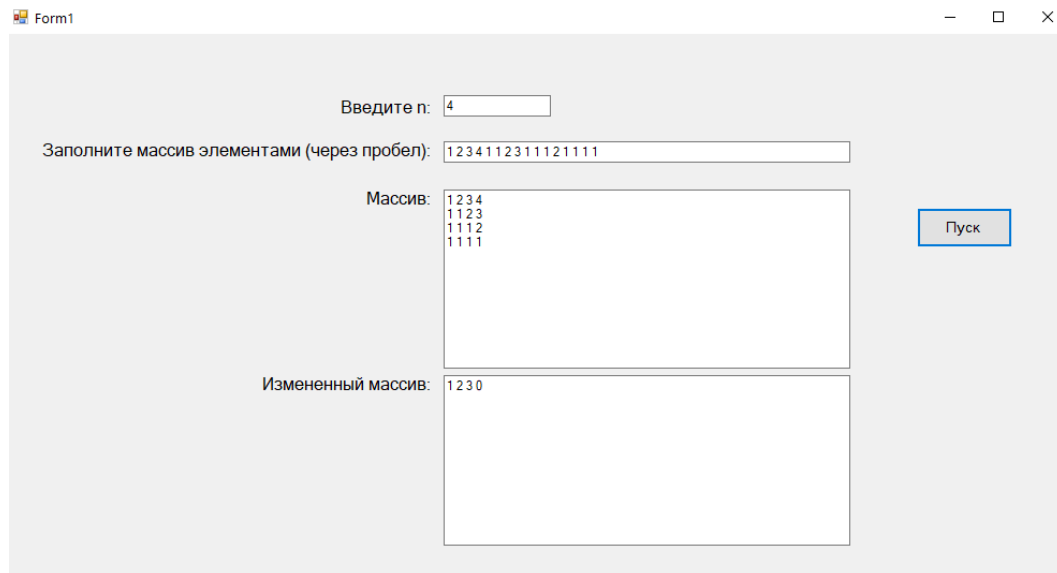 Form1
Введите n: 4
Заполните массив элементами (через пробел): 1 2 3 4 1 1 2 3 1 1 1 2 1 1 1 1
Массив: 1 2 3 4
1 1 2 3
1 1 1 2
1 1 1 1
Пуск
Измененный массив: 1 2 3 0